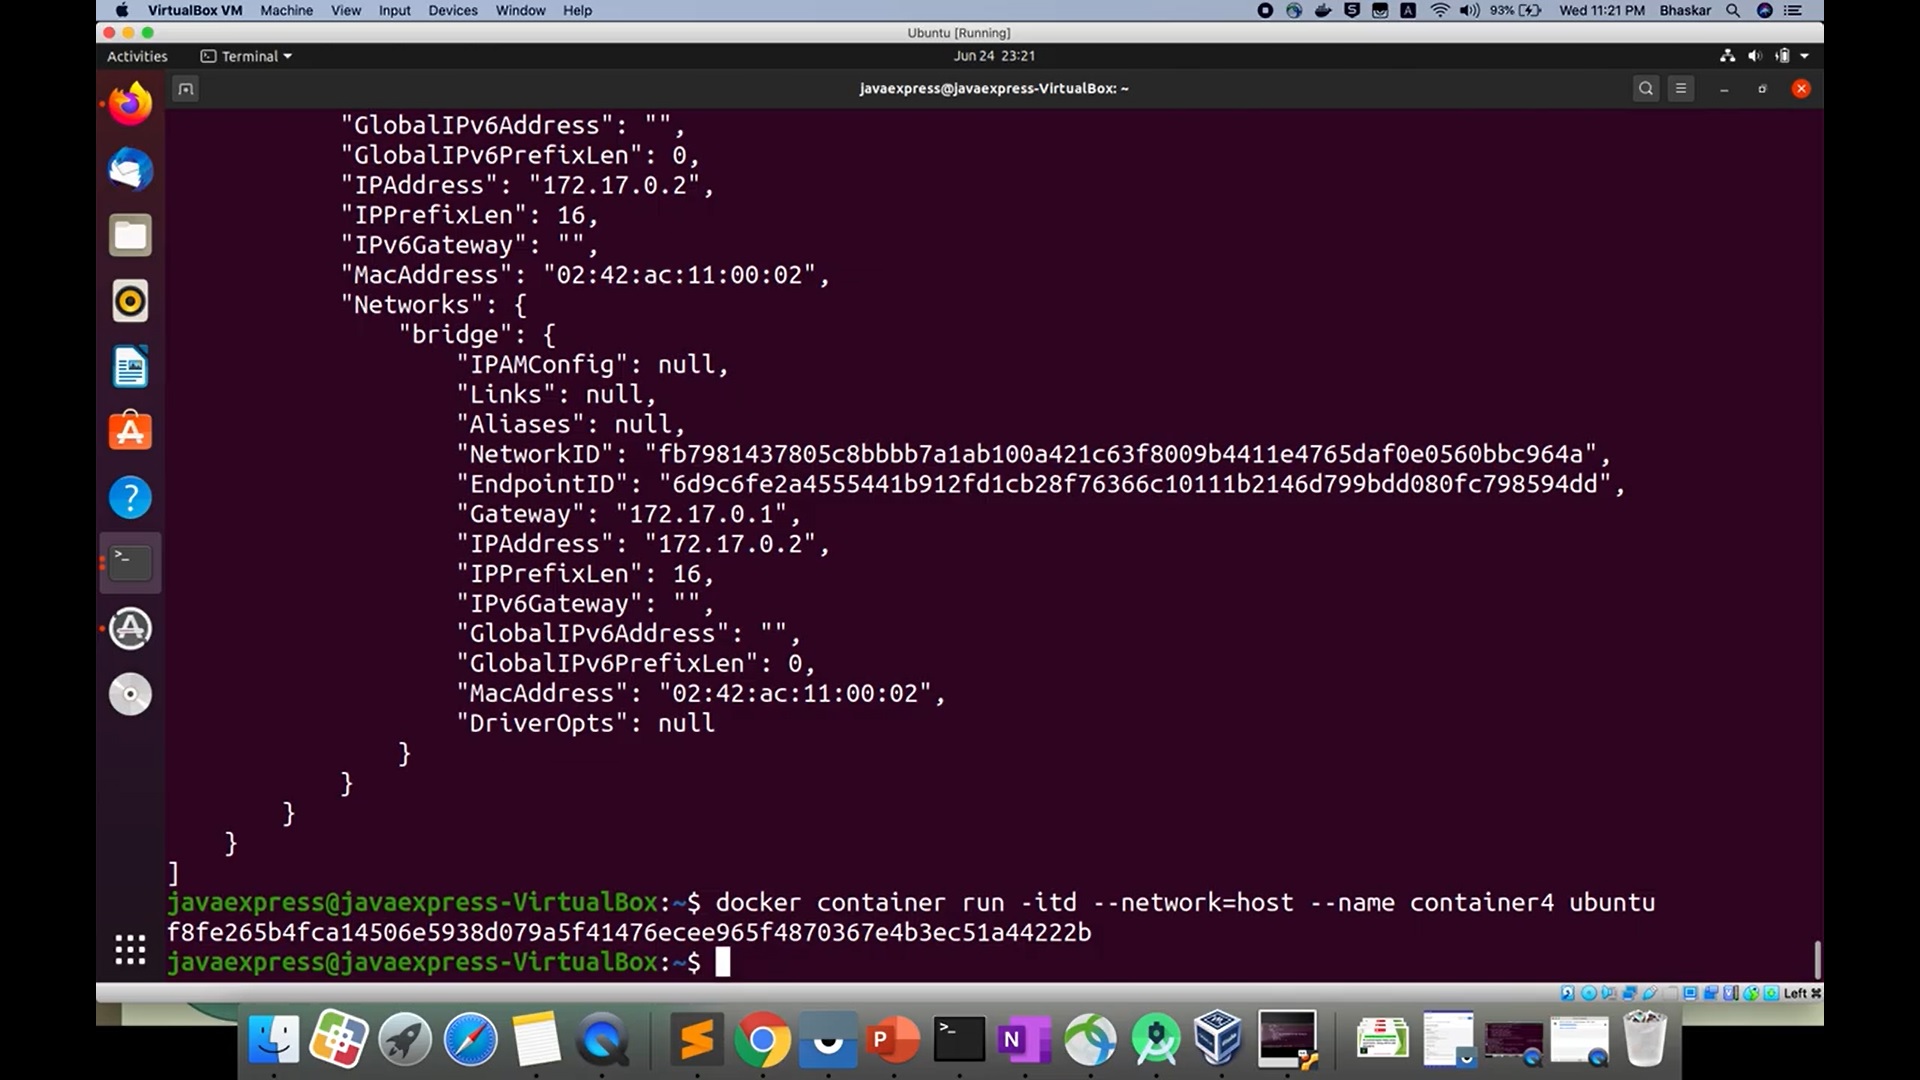 VirtualBox VM Machine View Input Devices Window Help 93% Wed 11:21 PM Bhaskar
Ubuntu [Running]
Activities Terminal Jun 24 23:21
javaexpress@javaexpress-VirtualBox: ~
"GlobalIPv6Address": "",
"GlobalIPv6PrefixLen": 0,
"IPAddress": "172.17.0.2",
"IPPrefixLen": 16,
"IPv6Gateway": "",
"MacAddress": "02:42:ac:11:00:02",
"Networks": {
"bridge": {
"IPAMConfig": null,
"Links": null,
"Aliases": null,
"NetworkID": "fb7981437805c8bbbb7a1ab100a421c63f8009b4411e4765daf0e0560bbc964a",
"EndpointID": "6d9c6fe2a4555441b912fd1cb28f76366c10111b2146d799bdd080fc798594dd",
"Gateway": "172.17.0.1",
"IPAddress": "172.17.0.2",
"IPPrefixLen": 16,
"IPv6Gateway": "",
"GlobalIPv6Address": "",
"GlobalIPv6PrefixLen": 0,
"MacAddress": "02:42:ac:11:00:02",
"DriverOpts": null
}
}
}
}
]
javaexpress@javaexpress-VirtualBox:~$ docker container run -itd --network=host --name container4 ubuntu
f8fe265b4fca14506e5938d079a5f41476ecee965f4870367e4b3ec51a44222b
javaexpress@javaexpress-VirtualBox:~$
Left ⌘